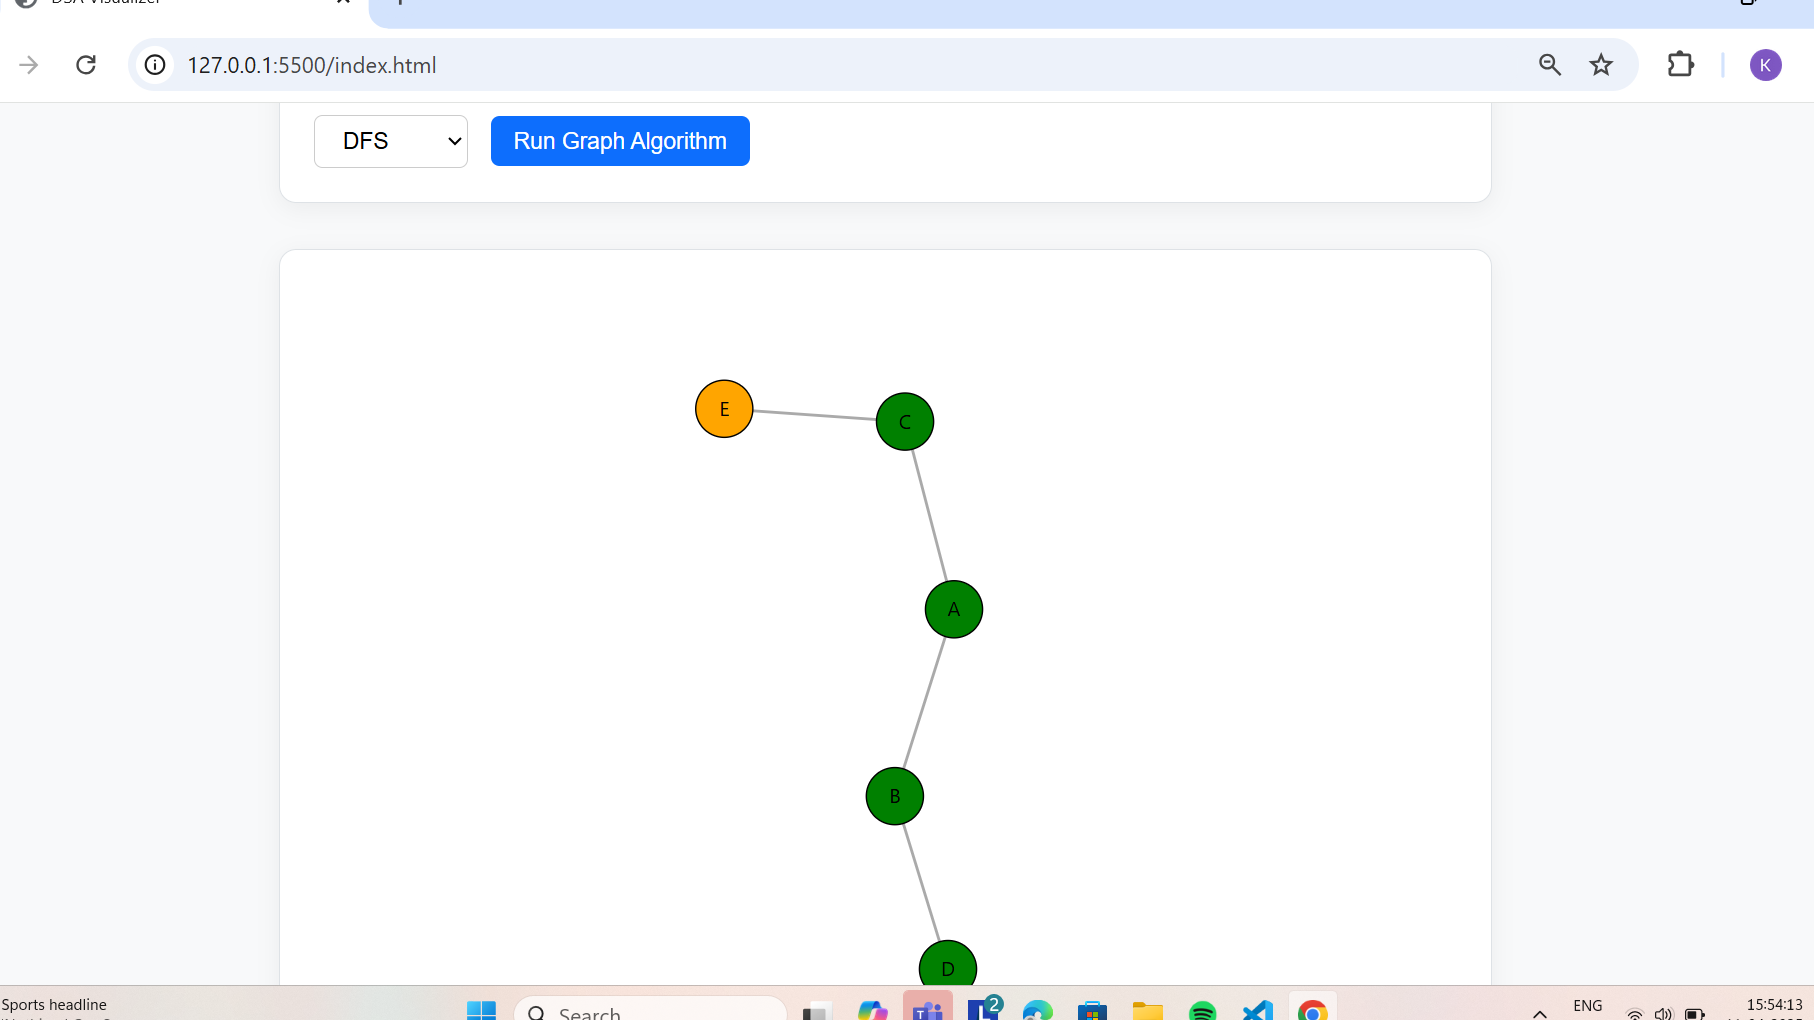 DSA Visualizer
127.0.0.1:5500/index.html
K
DFS
Run Graph Algorithm
E
C
A
B
D
Sports headline
Search
T
2
ENG
15:54:13